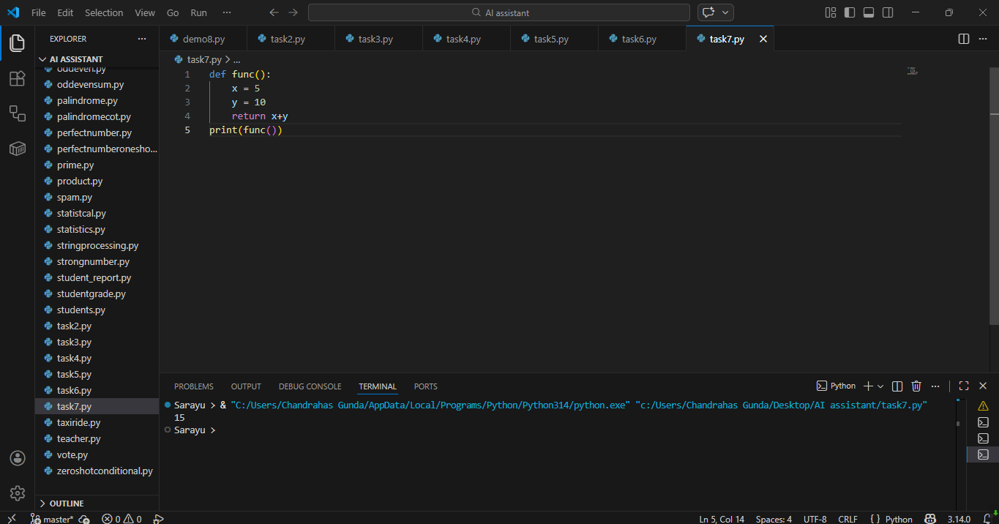 File Edit Selection View Go Run ··· AI assistant
EXPLORER ···
AI ASSISTANT
oddeven.py
oddevensum.py
palindrome.py
palindromecot.py
perfectnumber.py
perfectnumberonesho...
prime.py
product.py
spam.py
statistcal.py
statistics.py
stringprocessing.py
strongnumber.py
student_report.py
studentgrade.py
students.py
task2.py
task3.py
task4.py
task5.py
task6.py
task7.py
taxiride.py
teacher.py
vote.py
zeroshotconditional.py
OUTLINE
demo8.py task2.py task3.py task4.py task5.py task6.py task7.py
task7.py > ...
1 def func():
2 x = 5
3 y = 10
4 return x+y
5 print(func())
PROBLEMS OUTPUT DEBUG CONSOLE TERMINAL PORTS Python
Sarayu > & "C:/Users/Chandrahas Gunda/AppData/Local/Programs/Python/Python314/python.exe" "c:/Users/Chandrahas Gunda/Desktop/AI assistant/task7.py"
15
Sarayu >
master* 0 0 Ln 5, Col 14 Spaces: 4 UTF-8 CRLF { } Python 3.14.0